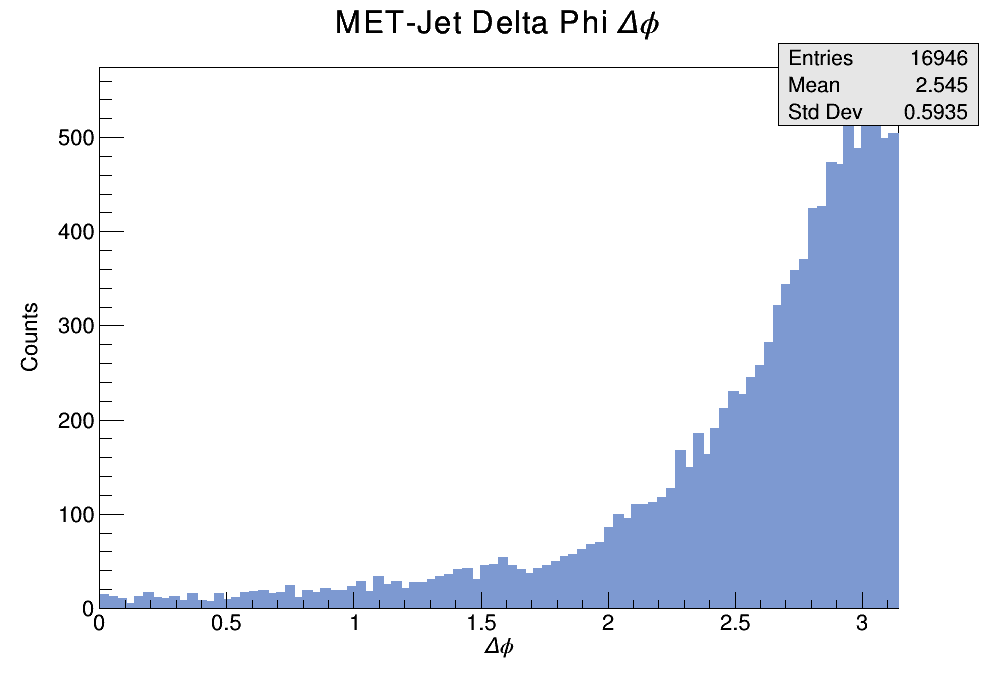 MET-Jet Delta Phi Δϕ
Entries 16946
Mean 2.545
Std Dev 0.5935
500
400
300
200
100
0
Counts
0 0.5 1 1.5 2 2.5 3
Δϕ